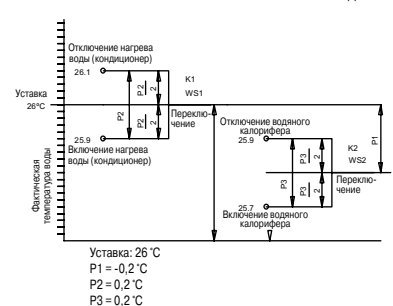 Отключение нагрева
воды (кондиционер)
26.1
K1
WS1
P2
2
Уставка
26°C
P2
P2
2
Переклю-
чение
25.9
Включение нагрева
воды (кондиционер)
Отключение водяного
калорифера
25.9
P1
K2
WS2
P3
2
P3
P3
2
Переклю-
чение
25.7
Включение водяного
калорифера
Фактическая
температура воды
Уставка: 26 °C
P1 = -0,2 °C
P2 = 0,2 °C
P3 = 0,2 °C